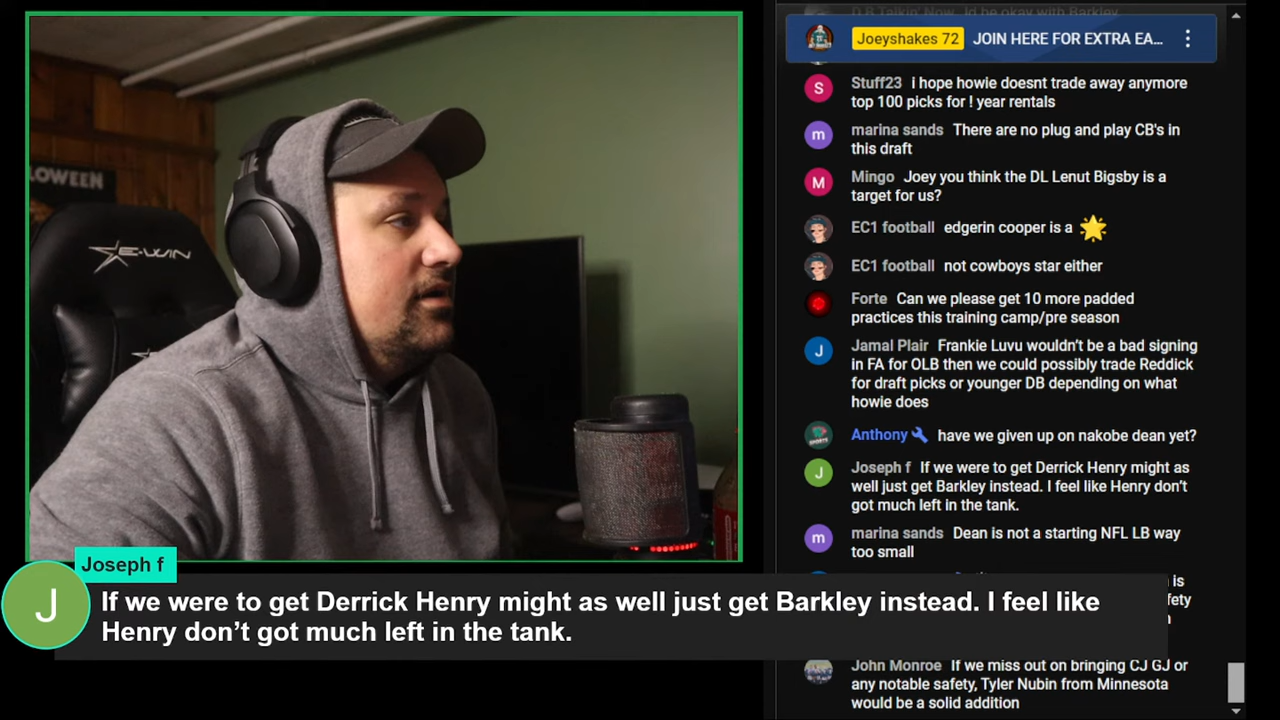 D.B Talkin' Now Id be okay with Barkley
Joeyshakes 72 JOIN HERE FOR EXTRA EA...
Stuff23 i hope howie doesnt trade away anymore
top 100 picks for ! year rentals
marina sands There are no plug and play CB's in
this draft
Mingo Joey you think the DL Lenut Bigsby is a
target for us?
EC1 football edgerin cooper is a 🌟
EC1 football not cowboys star either
Forte Can we please get 10 more padded
practices this training camp/pre season
Jamal Plair Frankie Luvu wouldn't be a bad signing
in FA for OLB then we could possibly trade Reddick
for draft picks or younger DB depending on what
howie does
Anthony have we given up on nakobe dean yet?
Joseph f If we were to get Derrick Henry might as
well just get Barkley instead. I feel like Henry don't
got much left in the tank.
marina sands Dean is not a starting NFL LB way
too small
John Monroe If we miss out on bringing CJ GJ or
any notable safety, Tyler Nubin from Minnesota
would be a solid addition
LOWEEN
E-WIN
Joseph f
J
If we were to get Derrick Henry might as well just get Barkley instead. I feel like
Henry don't got much left in the tank.